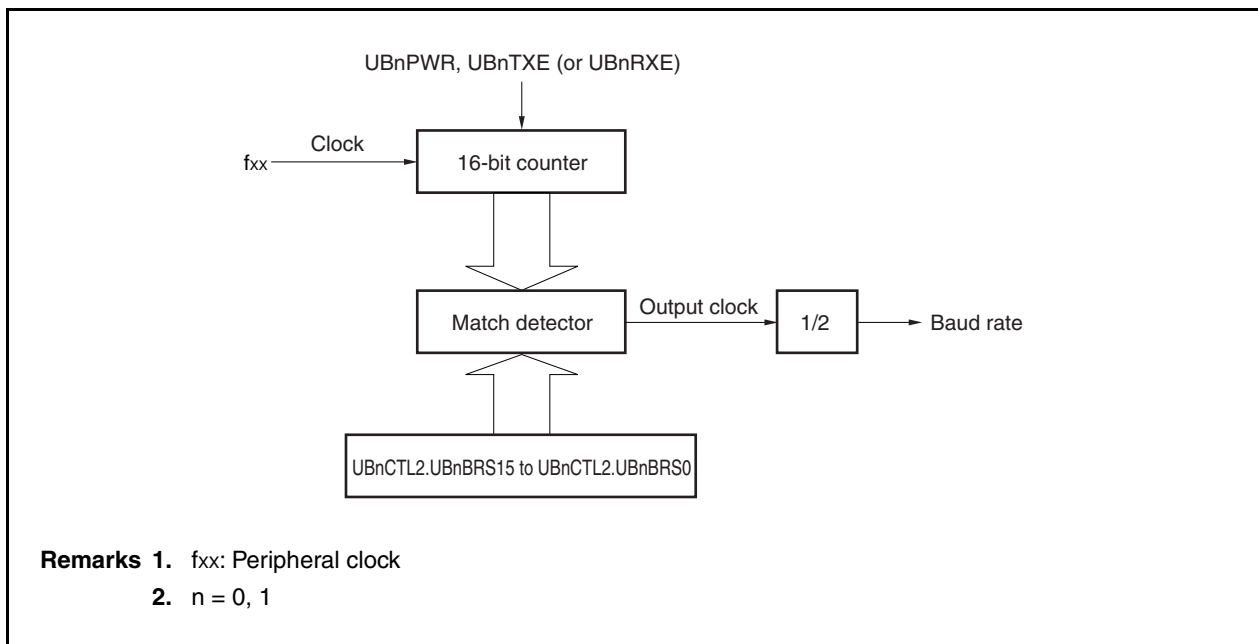 UBnPWR, UBnTXE (or UBnRXE)
Clock
fxx
16-bit counter
Match detector
Output clock
1/2
Baud rate
UBnCTL2.UBnBRS15 to UBnCTL2.UBnBRS0
Remarks 1. fxx: Peripheral clock
2. n = 0, 1